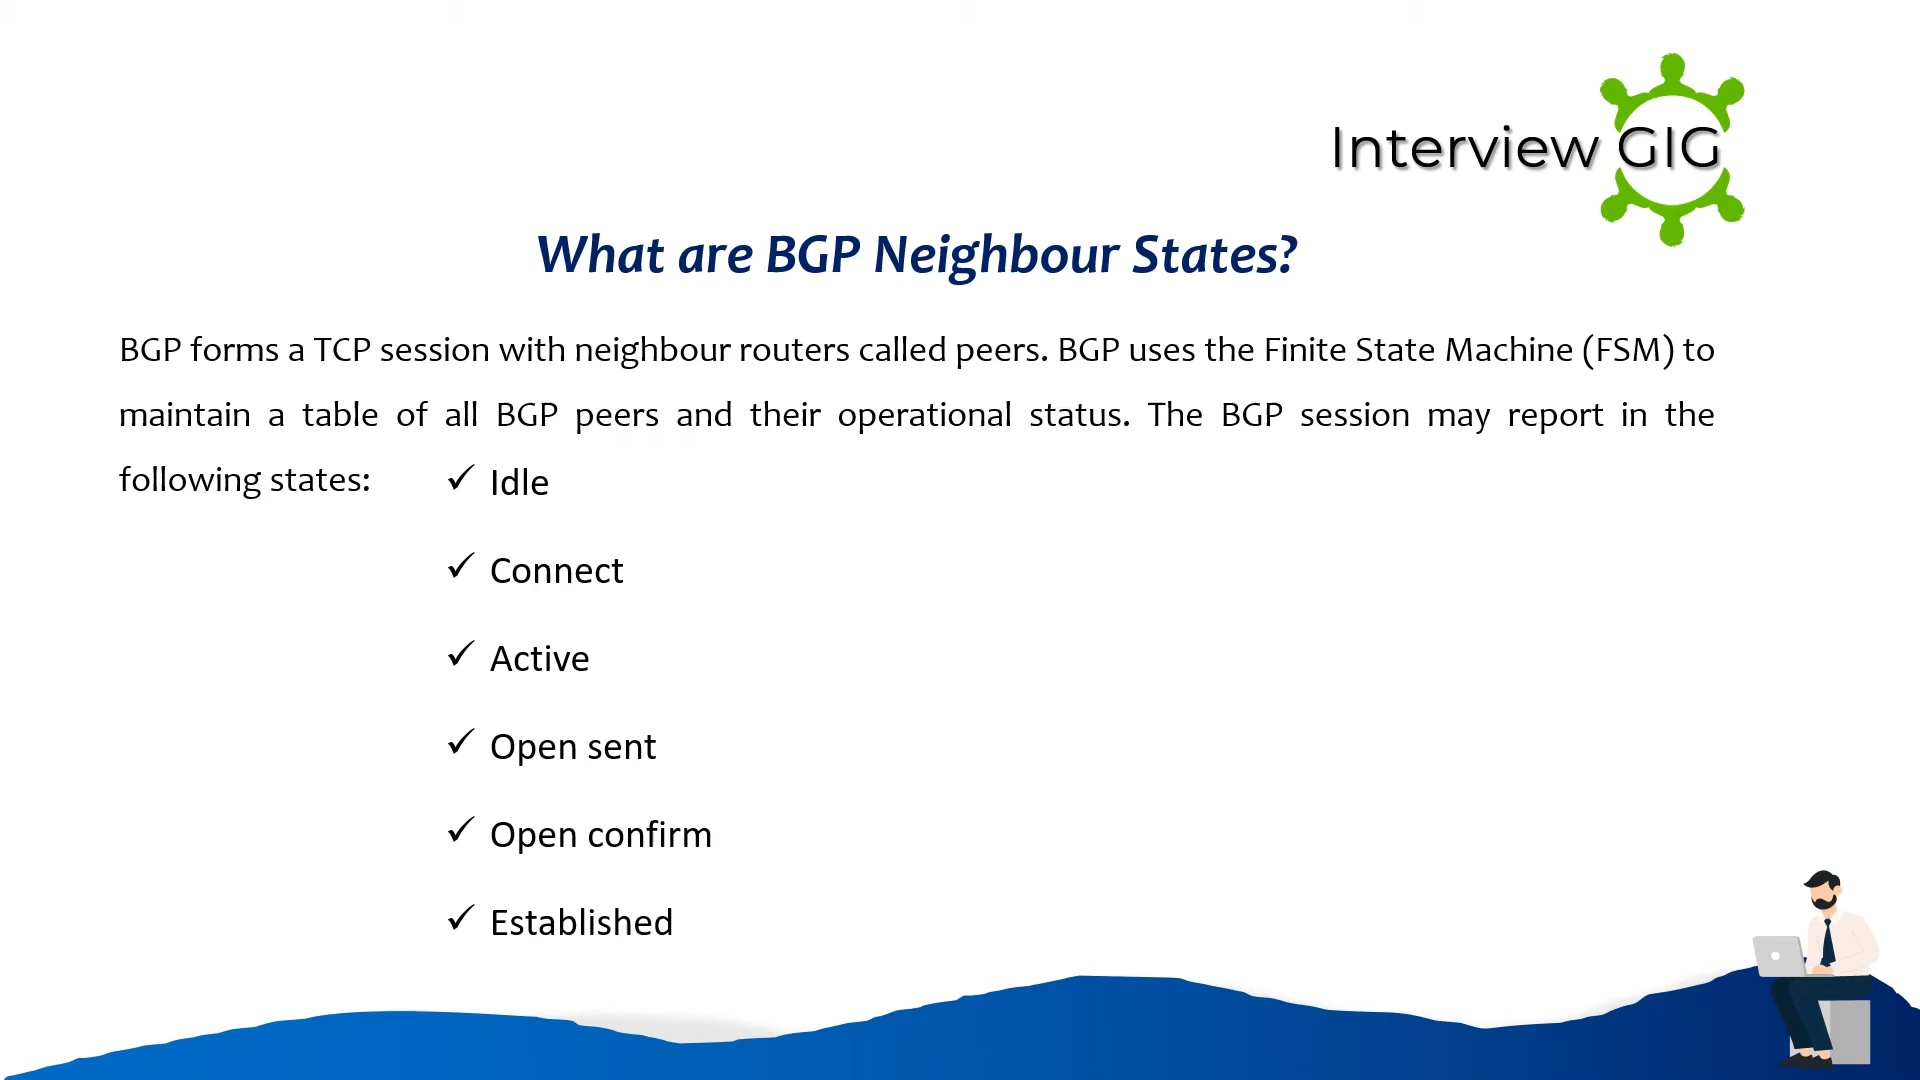 Interview GIG
What are BGP Neighbour States?
BGP forms a TCP session with neighbour routers called peers. BGP uses the Finite State Machine (FSM) to
maintain a table of all BGP peers and their operational status. The BGP session may report in the
following states:
✓ Idle
✓ Connect
✓ Active
✓ Open sent
✓ Open confirm
✓ Established